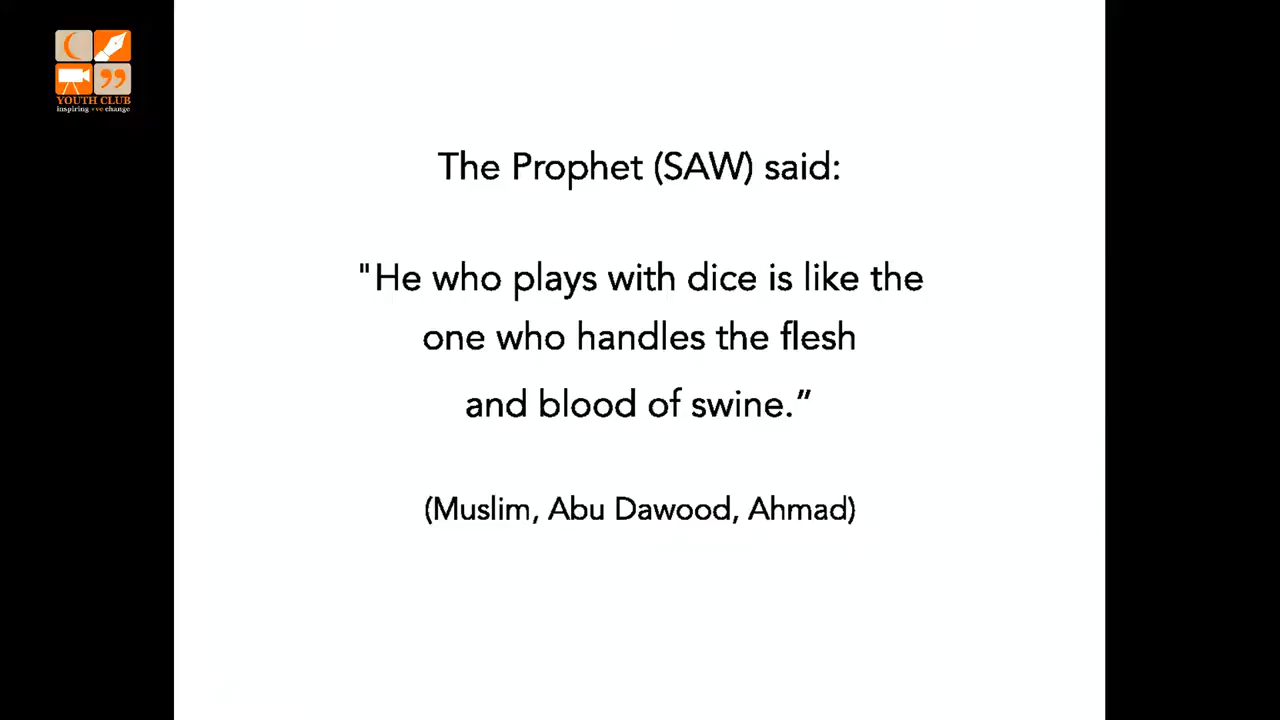 YOUTH CLUB
inspiring +ve change
The Prophet (SAW) said:
"He who plays with dice is like the
one who handles the flesh
and blood of swine.”
(Muslim, Abu Dawood, Ahmad)